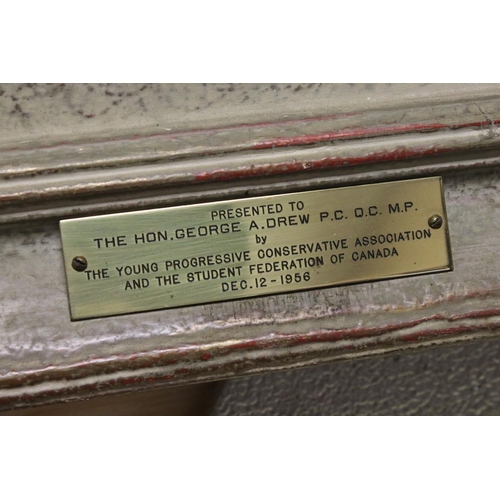 PRESENTED TO
THE HON. GEORGE A. DREW P.C. Q.C. M.P.
by
THE YOUNG PROGRESSIVE CONSERVATIVE ASSOCIATION
AND THE STUDENT FEDERATION OF CANADA
DEC. 12 - 1956